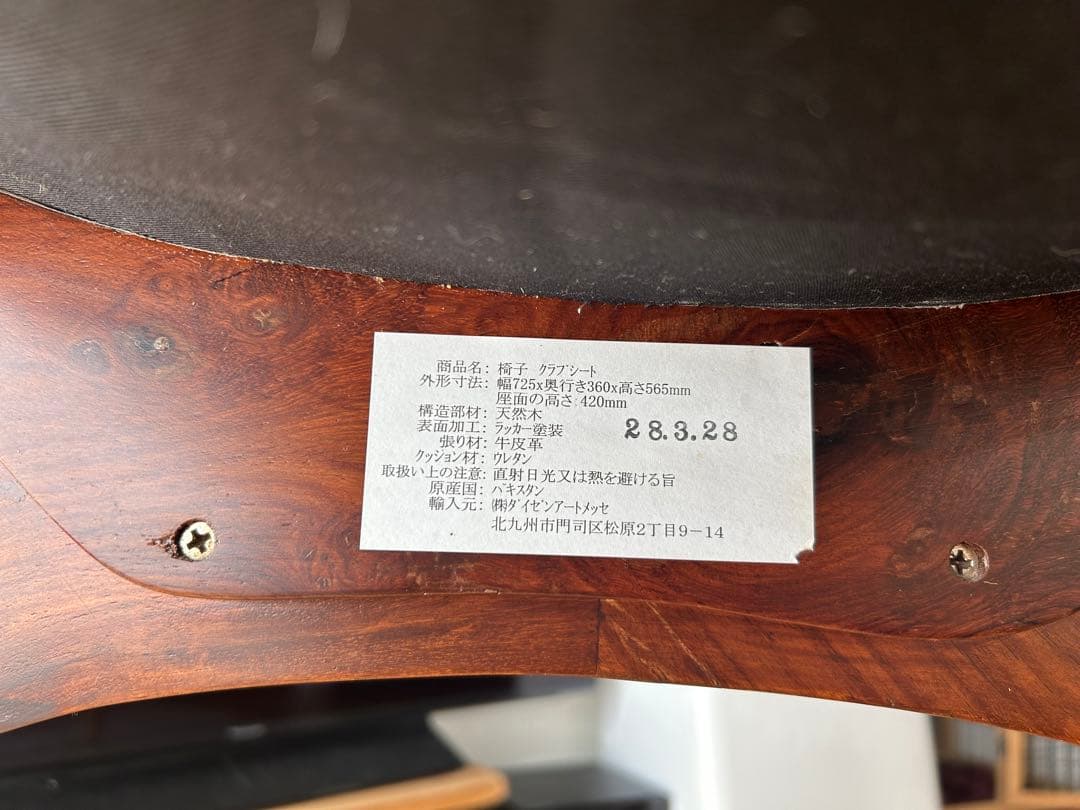 商品名: 椅子 ｸﾗﾌﾞｼｰﾄ
外形寸法: 幅725x奥行き360x高さ565mm
座面の高さ:420mm
構造部材: 天然木
表面加工: ﾗｯｶｰ塗装
28.3.28
張り材: 牛皮革
ｸｯｼｮﾝ材: ｳﾚﾀﾝ
取扱い上の注意: 直射日光又は熱を避ける旨
原産国: ﾊﾟｷｽﾀﾝ
輸入元: ㈱ﾀﾞｲｾﾞﾝｱｰﾄﾒｯセ
北九州市門司区松原2丁目9−14